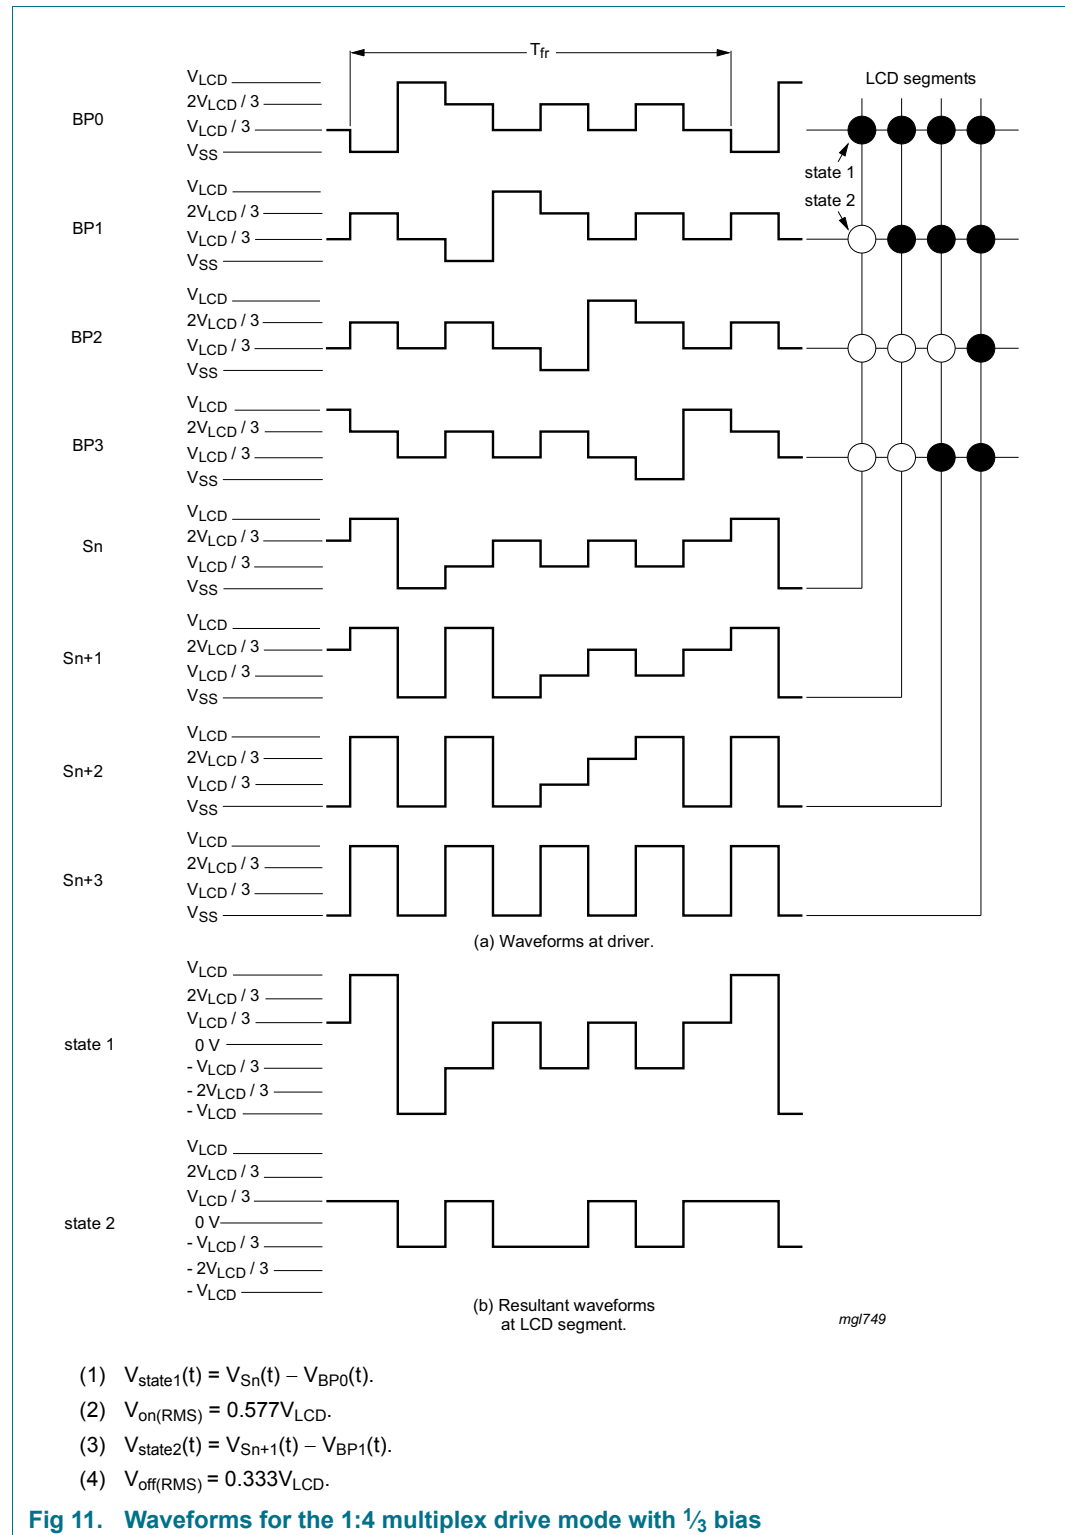 Tfr
LCD segments
BP0
VLCD
2VLCD / 3
VLCD / 3
VSS
state 1
state 2
BP1
VLCD
2VLCD / 3
VLCD / 3
VSS
BP2
VLCD
2VLCD / 3
VLCD / 3
VSS
BP3
VLCD
2VLCD / 3
VLCD / 3
VSS
Sn
VLCD
2VLCD / 3
VLCD / 3
VSS
Sn+1
VLCD
2VLCD / 3
VLCD / 3
VSS
Sn+2
VLCD
2VLCD / 3
VLCD / 3
VSS
Sn+3
VLCD
2VLCD / 3
VLCD / 3
VSS
(a) Waveforms at driver.
state 1
VLCD
2VLCD / 3
VLCD / 3
0 V
- VLCD / 3
- 2VLCD / 3
- VLCD
state 2
VLCD
2VLCD / 3
VLCD / 3
0 V
- VLCD / 3
- 2VLCD / 3
- VLCD
(b) Resultant waveforms
at LCD segment.
mgl749
(1) Vstate1(t) = VSn(t) − VBP0(t).
(2) Von(RMS) = 0.577VLCD.
(3) Vstate2(t) = VSn+1(t) − VBP1(t).
(4) Voff(RMS) = 0.333VLCD.
Fig 11. Waveforms for the 1:4 multiplex drive mode with 1⁄3 bias